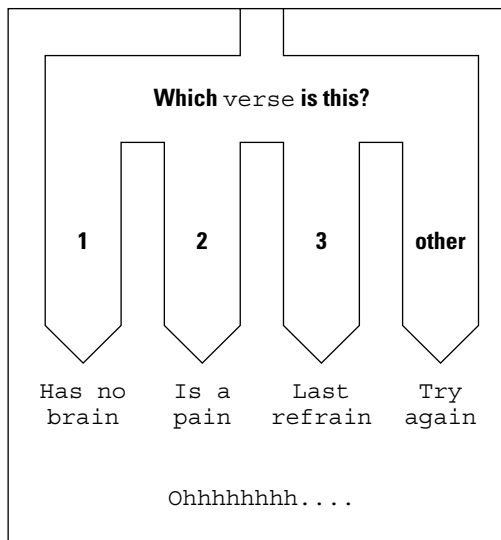 Which verse is this?
1 2 3 other
Has no Is a Last Try
brain pain refrain again
Ohhhhhhhh....